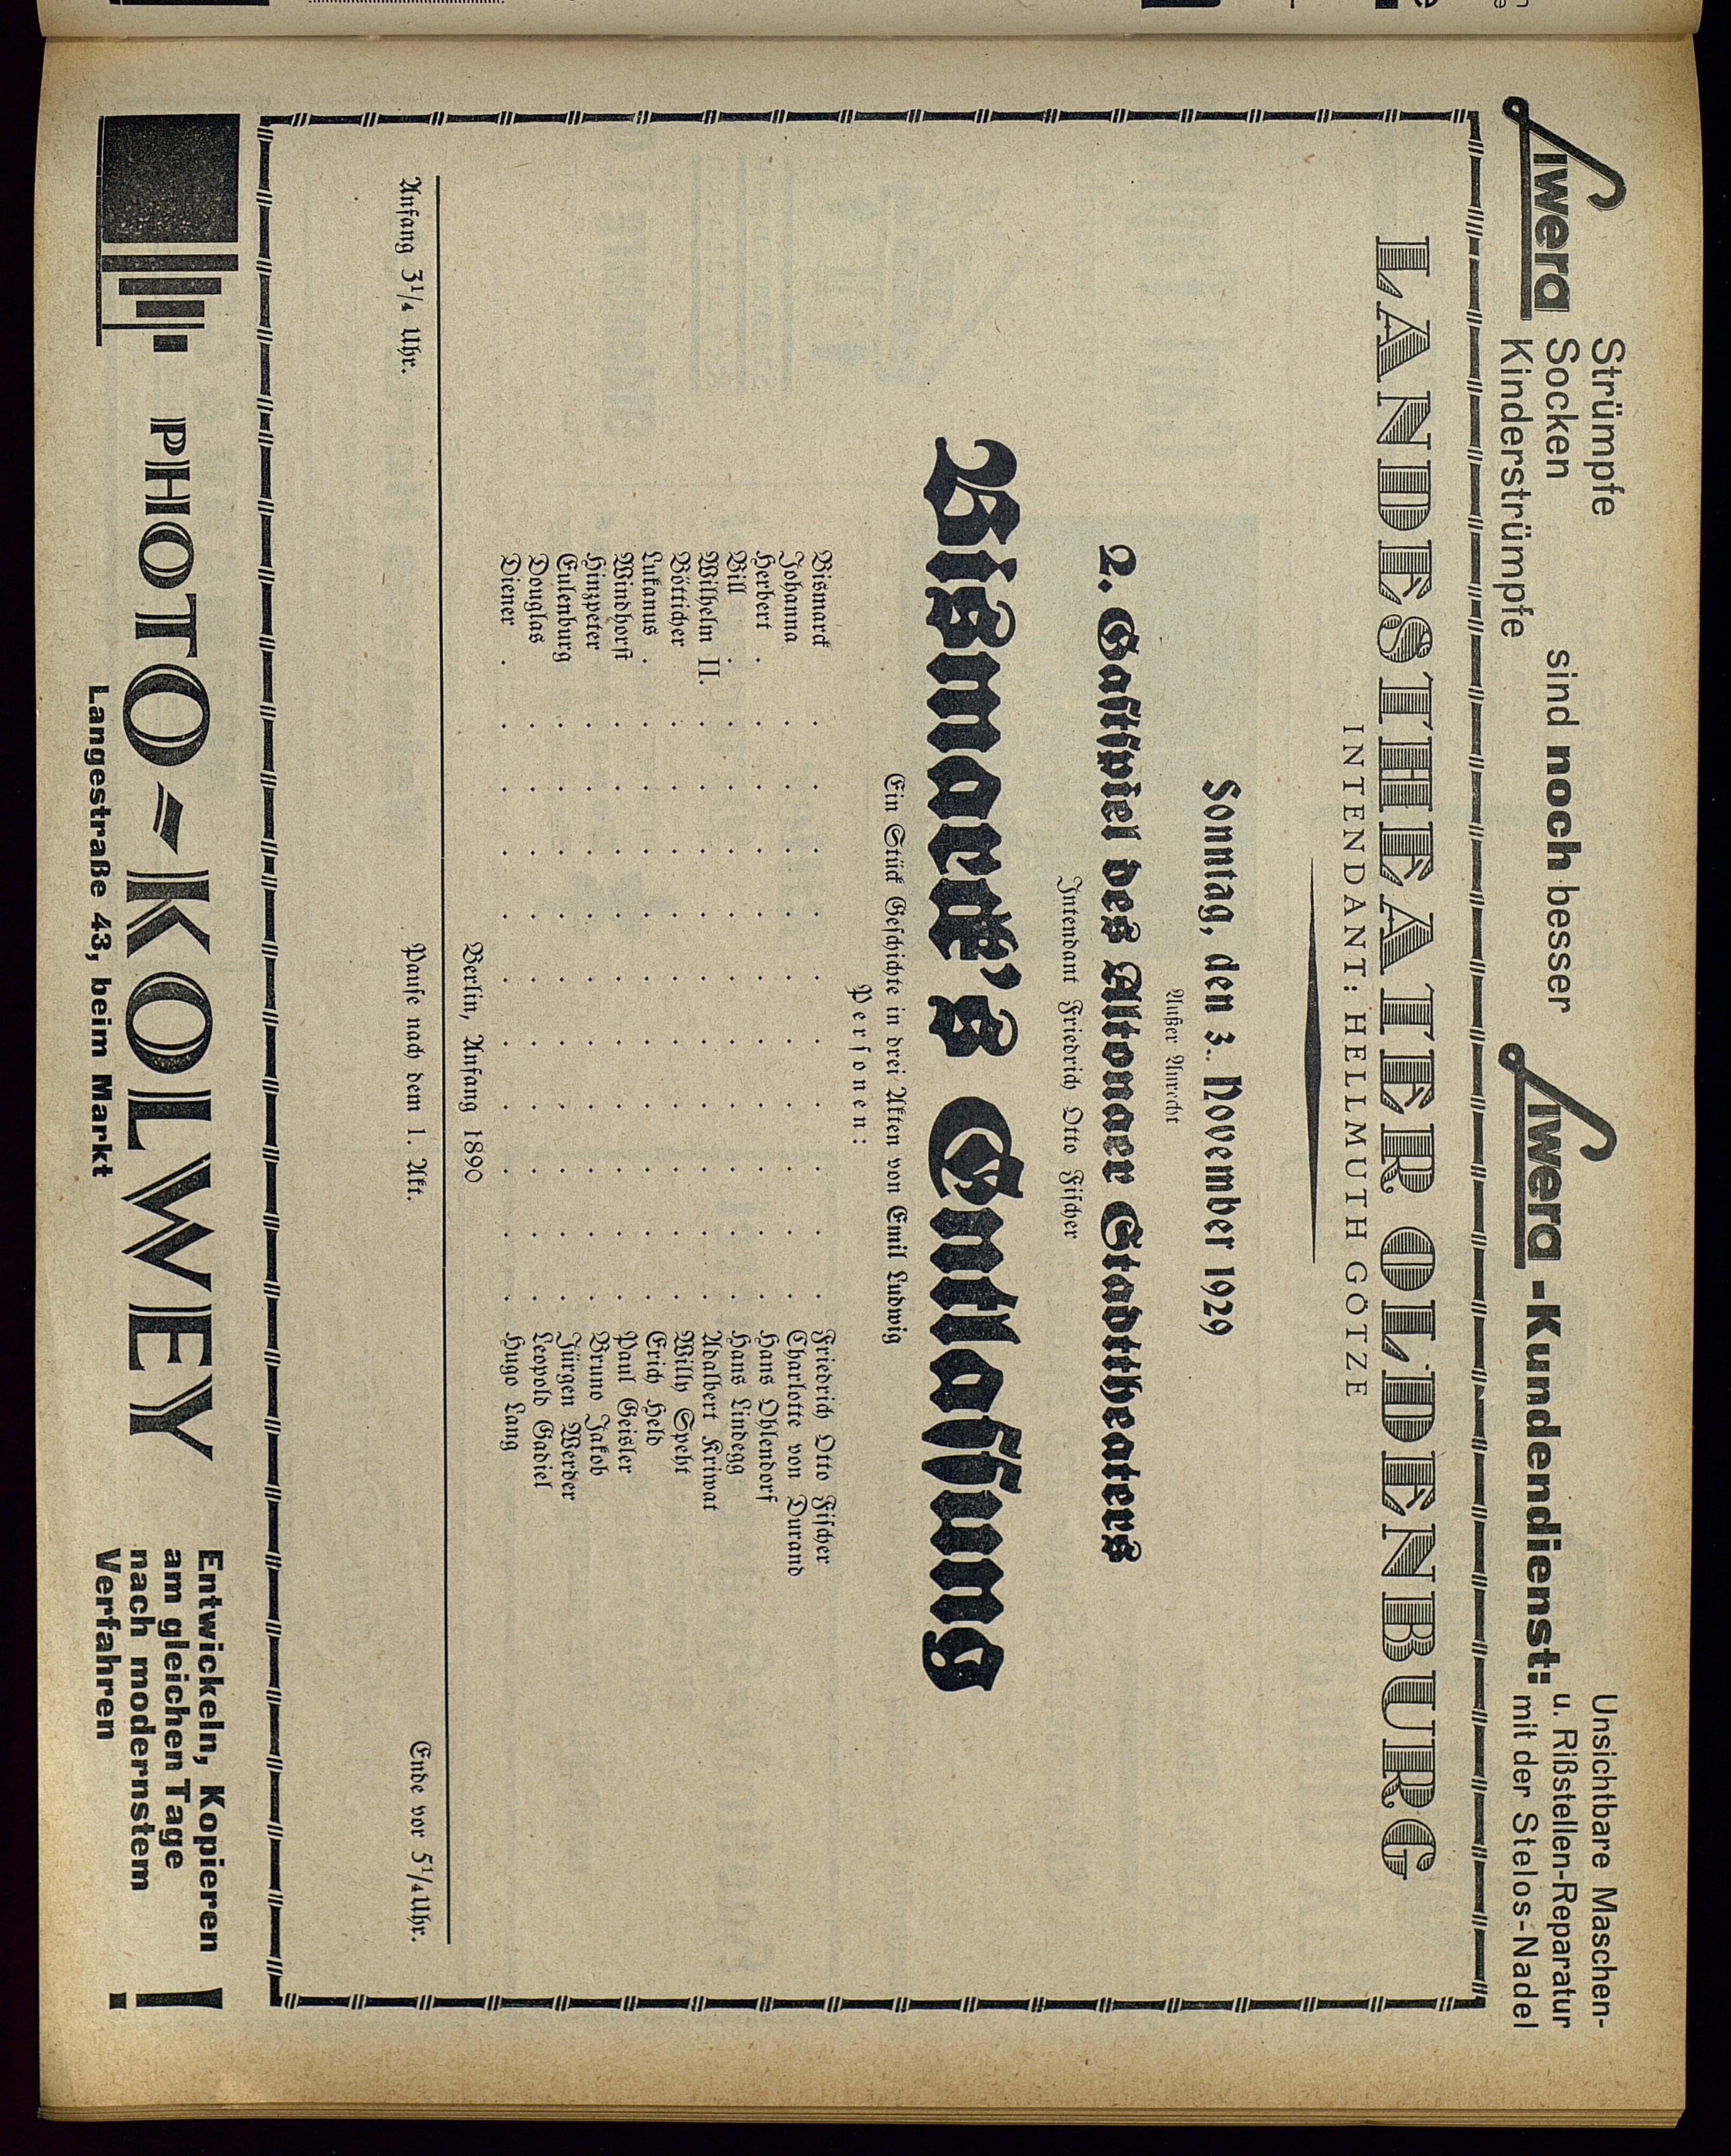 Siwera Strümpfe
Socken
Kinderstrümpfe
sind noch besser
Siwera-Kundendienst:
Unsichtbare Maschen-
u. Rißstellen-Reparatur
mit der Stelos-Nadel
LANDESTHEATER OLDENBURG
INTENDANT: HELLMUTH GÖTZE
Sonntag, den 3. November 1929
Außer Anrecht
2. Gastspiel des Altonaer Stadttheaters
Intendant Friedrich Otto Fischer
Bismarck's Entlassung
Ein Stück Geschichte in drei Akten von Emil Ludwig
Personen:
Bismarck . . . . . . . . . . Friedrich Otto Fischer
Johanna . . . . . . . . . . Charlotte von Durand
Herbert . . . . . . . . . . . Hans Ohlendorf
Bill . . . . . . . . . . . Hans Lindegg
Wilhelm II. . . . . . . . . . . Adalbert Kriwat
Bötticher . . . . . . . . . . Willy Speht
Lukanus . . . . . . . . . . . Erich Held
Windhorst . . . . . . . . . . Paul Geisler
Hinzpeter . . . . . . . . . . Bruno Jakob
Eulenburg . . . . . . . . . . Jürgen Werder
Douglas . . . . . . . . . . Leopold Gadiel
Diener . . . . . . . . . . . Hugo Lang
Berlin, Anfang 1890
Anfang 3¼ Uhr. Pause nach dem 1. Akt. Ende vor 5¼ Uhr.
PHOTO-KOLWEY
Langestraße 43, beim Markt
Entwickeln, Kopieren
am gleichen Tage
nach modernstem
Verfahren !